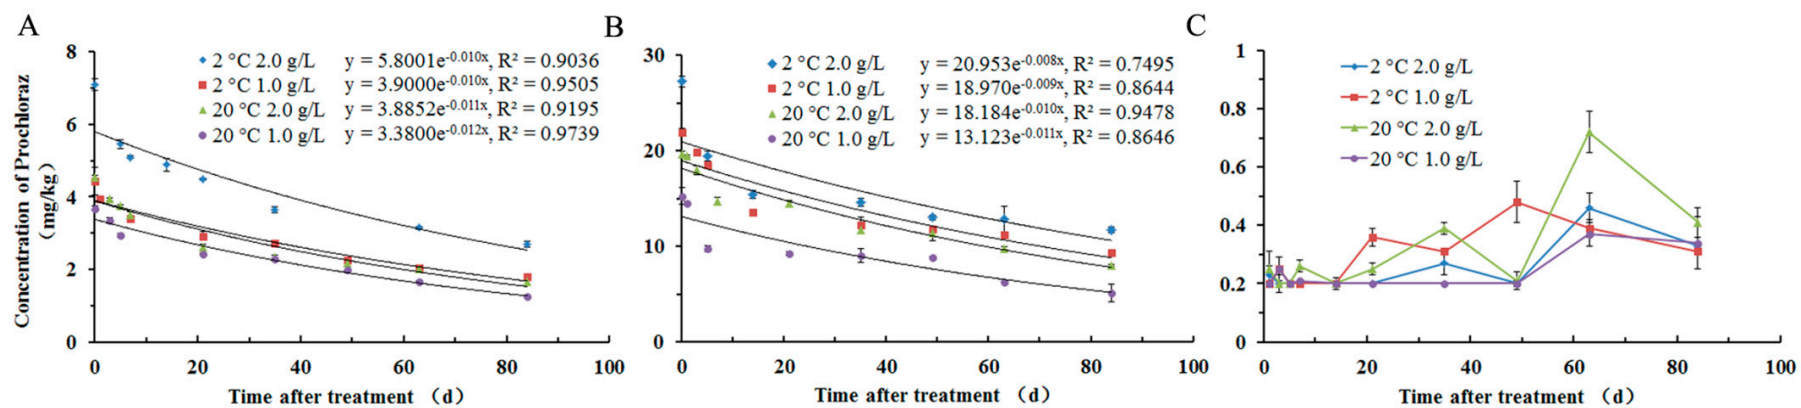 A
Concentration of Prochloraz
（mg/kg）
8
6
4
2
0
0 20 40 60 80 100
Time after treatment （d）
2 °C 2.0 g/L y = 5.8001e^-0.010x, R² = 0.9036
2 °C 1.0 g/L y = 3.9000e^-0.010x, R² = 0.9505
20 °C 2.0 g/L y = 3.8852e^-0.011x, R² = 0.9195
20 °C 1.0 g/L y = 3.3800e^-0.012x, R² = 0.9739
B
30
20
10
0
0 20 40 60 80 100
Time after treatment （d）
2 °C 2.0 g/L y = 20.953e^-0.008x, R² = 0.7495
2 °C 1.0 g/L y = 18.970e^-0.009x, R² = 0.8644
20 °C 2.0 g/L y = 18.184e^-0.010x, R² = 0.9478
20 °C 1.0 g/L y = 13.123e^-0.011x, R² = 0.8646
C
1
0.8
0.6
0.4
0.2
0
0 20 40 60 80 100
Time after treatment （d）
2 °C 2.0 g/L
2 °C 1.0 g/L
20 °C 2.0 g/L
20 °C 1.0 g/L